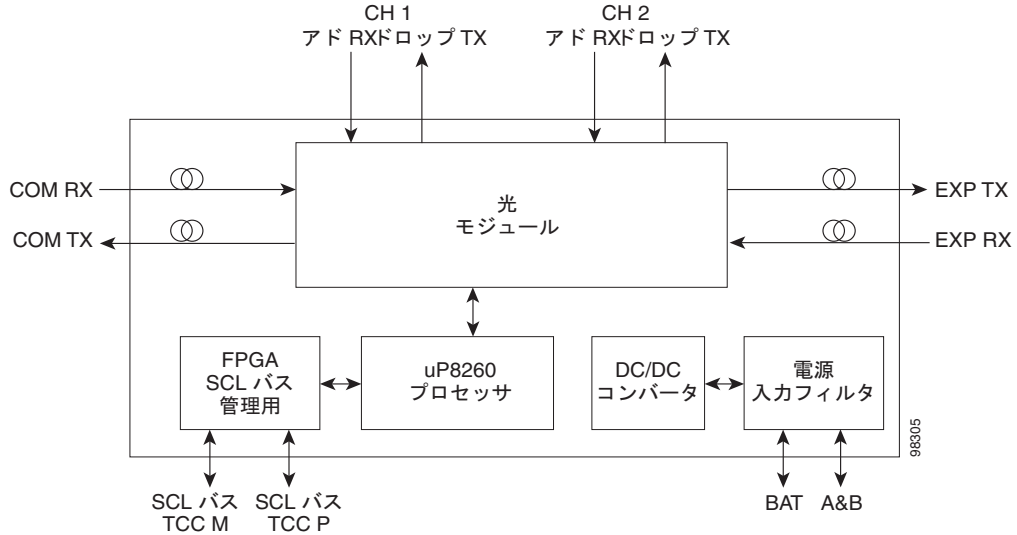 CH 1
アド RXドロップ TX
CH 2
アド RXドロップ TX
COM RX
COM TX
光
モジュール
EXP TX
EXP RX
FPGA
SCL バス
管理用
uP8260
プロセッサ
DC/DC
コンバータ
電源
入力フィルタ
98305
SCL バス
TCC M
SCL バス
TCC P
BAT
A&B